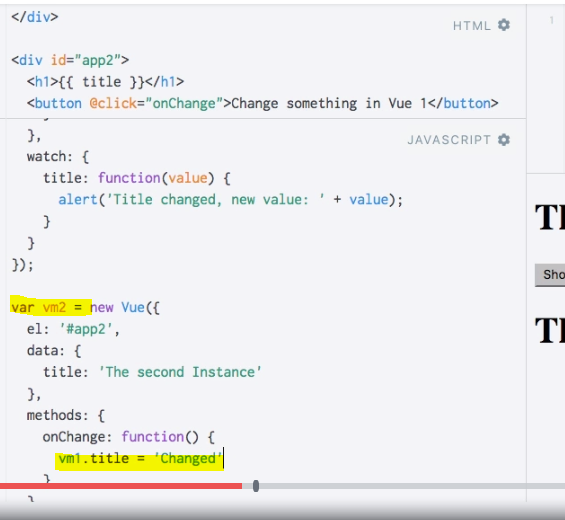 </div>
HTML
1
<div id="app2">
<h1>{{ title }}</h1>
<button @click="onChange">Change something in Vue 1</button>
},
JAVASCRIPT
watch: {
title: function(value) {
alert('Title changed, new value: ' + value);
}
}
});
Sho
var vm2 = new Vue({
el: '#app2',
data: {
title: 'The second Instance'
},
methods: {
onChange: function() {
vm1.title = 'Changed'
}